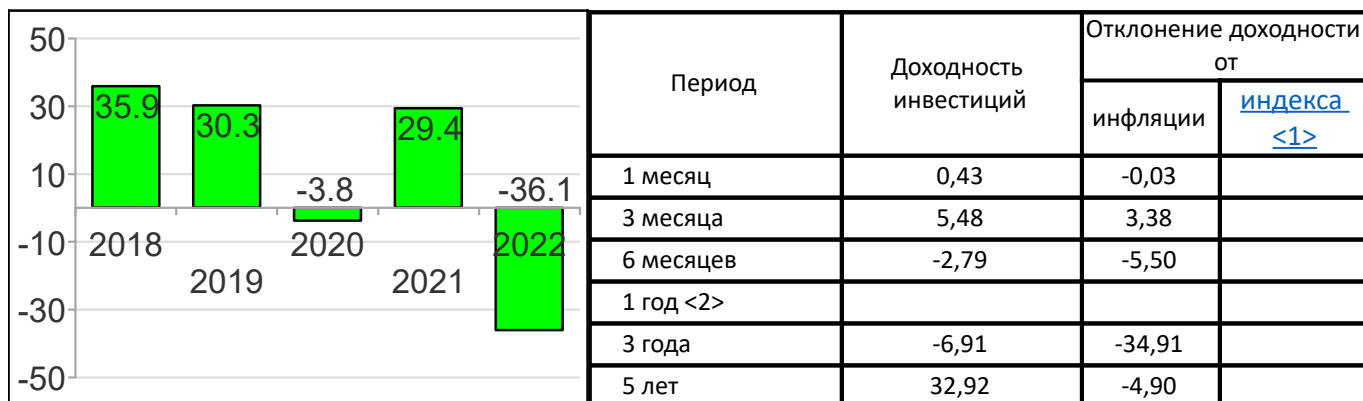 50
30
10
-10
-30
-50
35.9
30.3
-3.8
29.4
-36.1
2018
2019
2020
2021
2022
Период
Доходность
инвестиций
Отклонение доходности
от
инфляции
индекса
<1>
1 месяц 0,43 -0,03
3 месяца 5,48 3,38
6 месяцев -2,79 -5,50
1 год <2>
3 года -6,91 -34,91
5 лет 32,92 -4,90